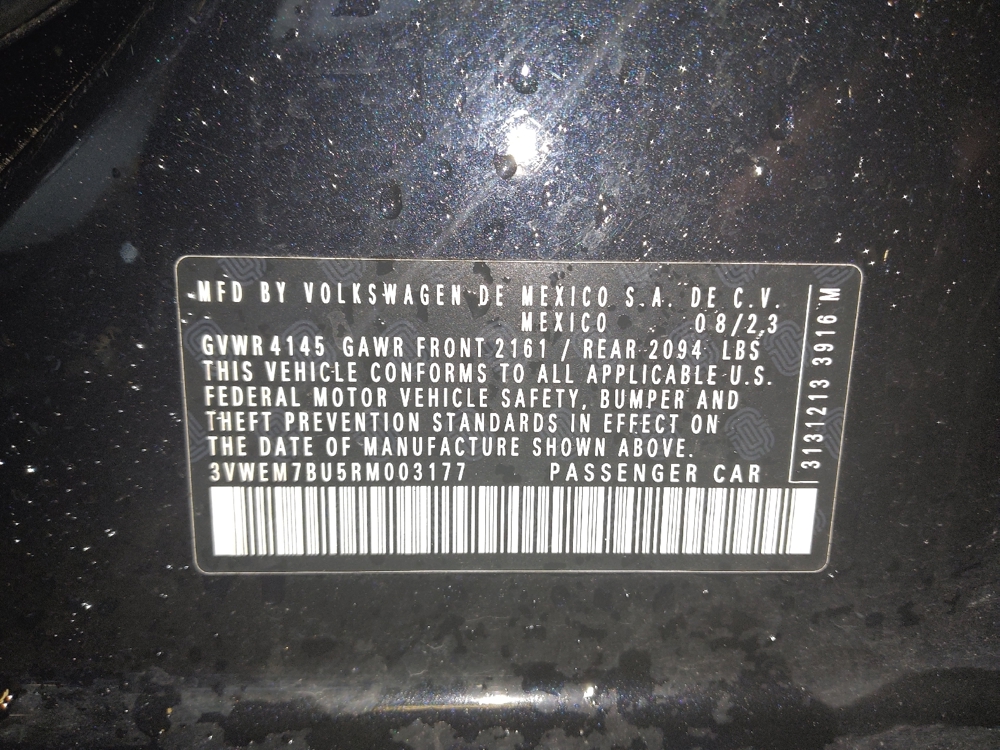 MFD BY VOLKSWAGEN DE MEXICO S.A. DE C.V.
MEXICO 08/23
GVWR 4145 GAWR FRONT 2161 / REAR 2094 LBS
THIS VEHICLE CONFORMS TO ALL APPLICABLE U.S.
FEDERAL MOTOR VEHICLE SAFETY, BUMPER AND
THEFT PREVENTION STANDARDS IN EFFECT ON
THE DATE OF MANUFACTURE SHOWN ABOVE.
3VWEM7BU5RM003177 PASSENGER CAR
3131213 3916 M